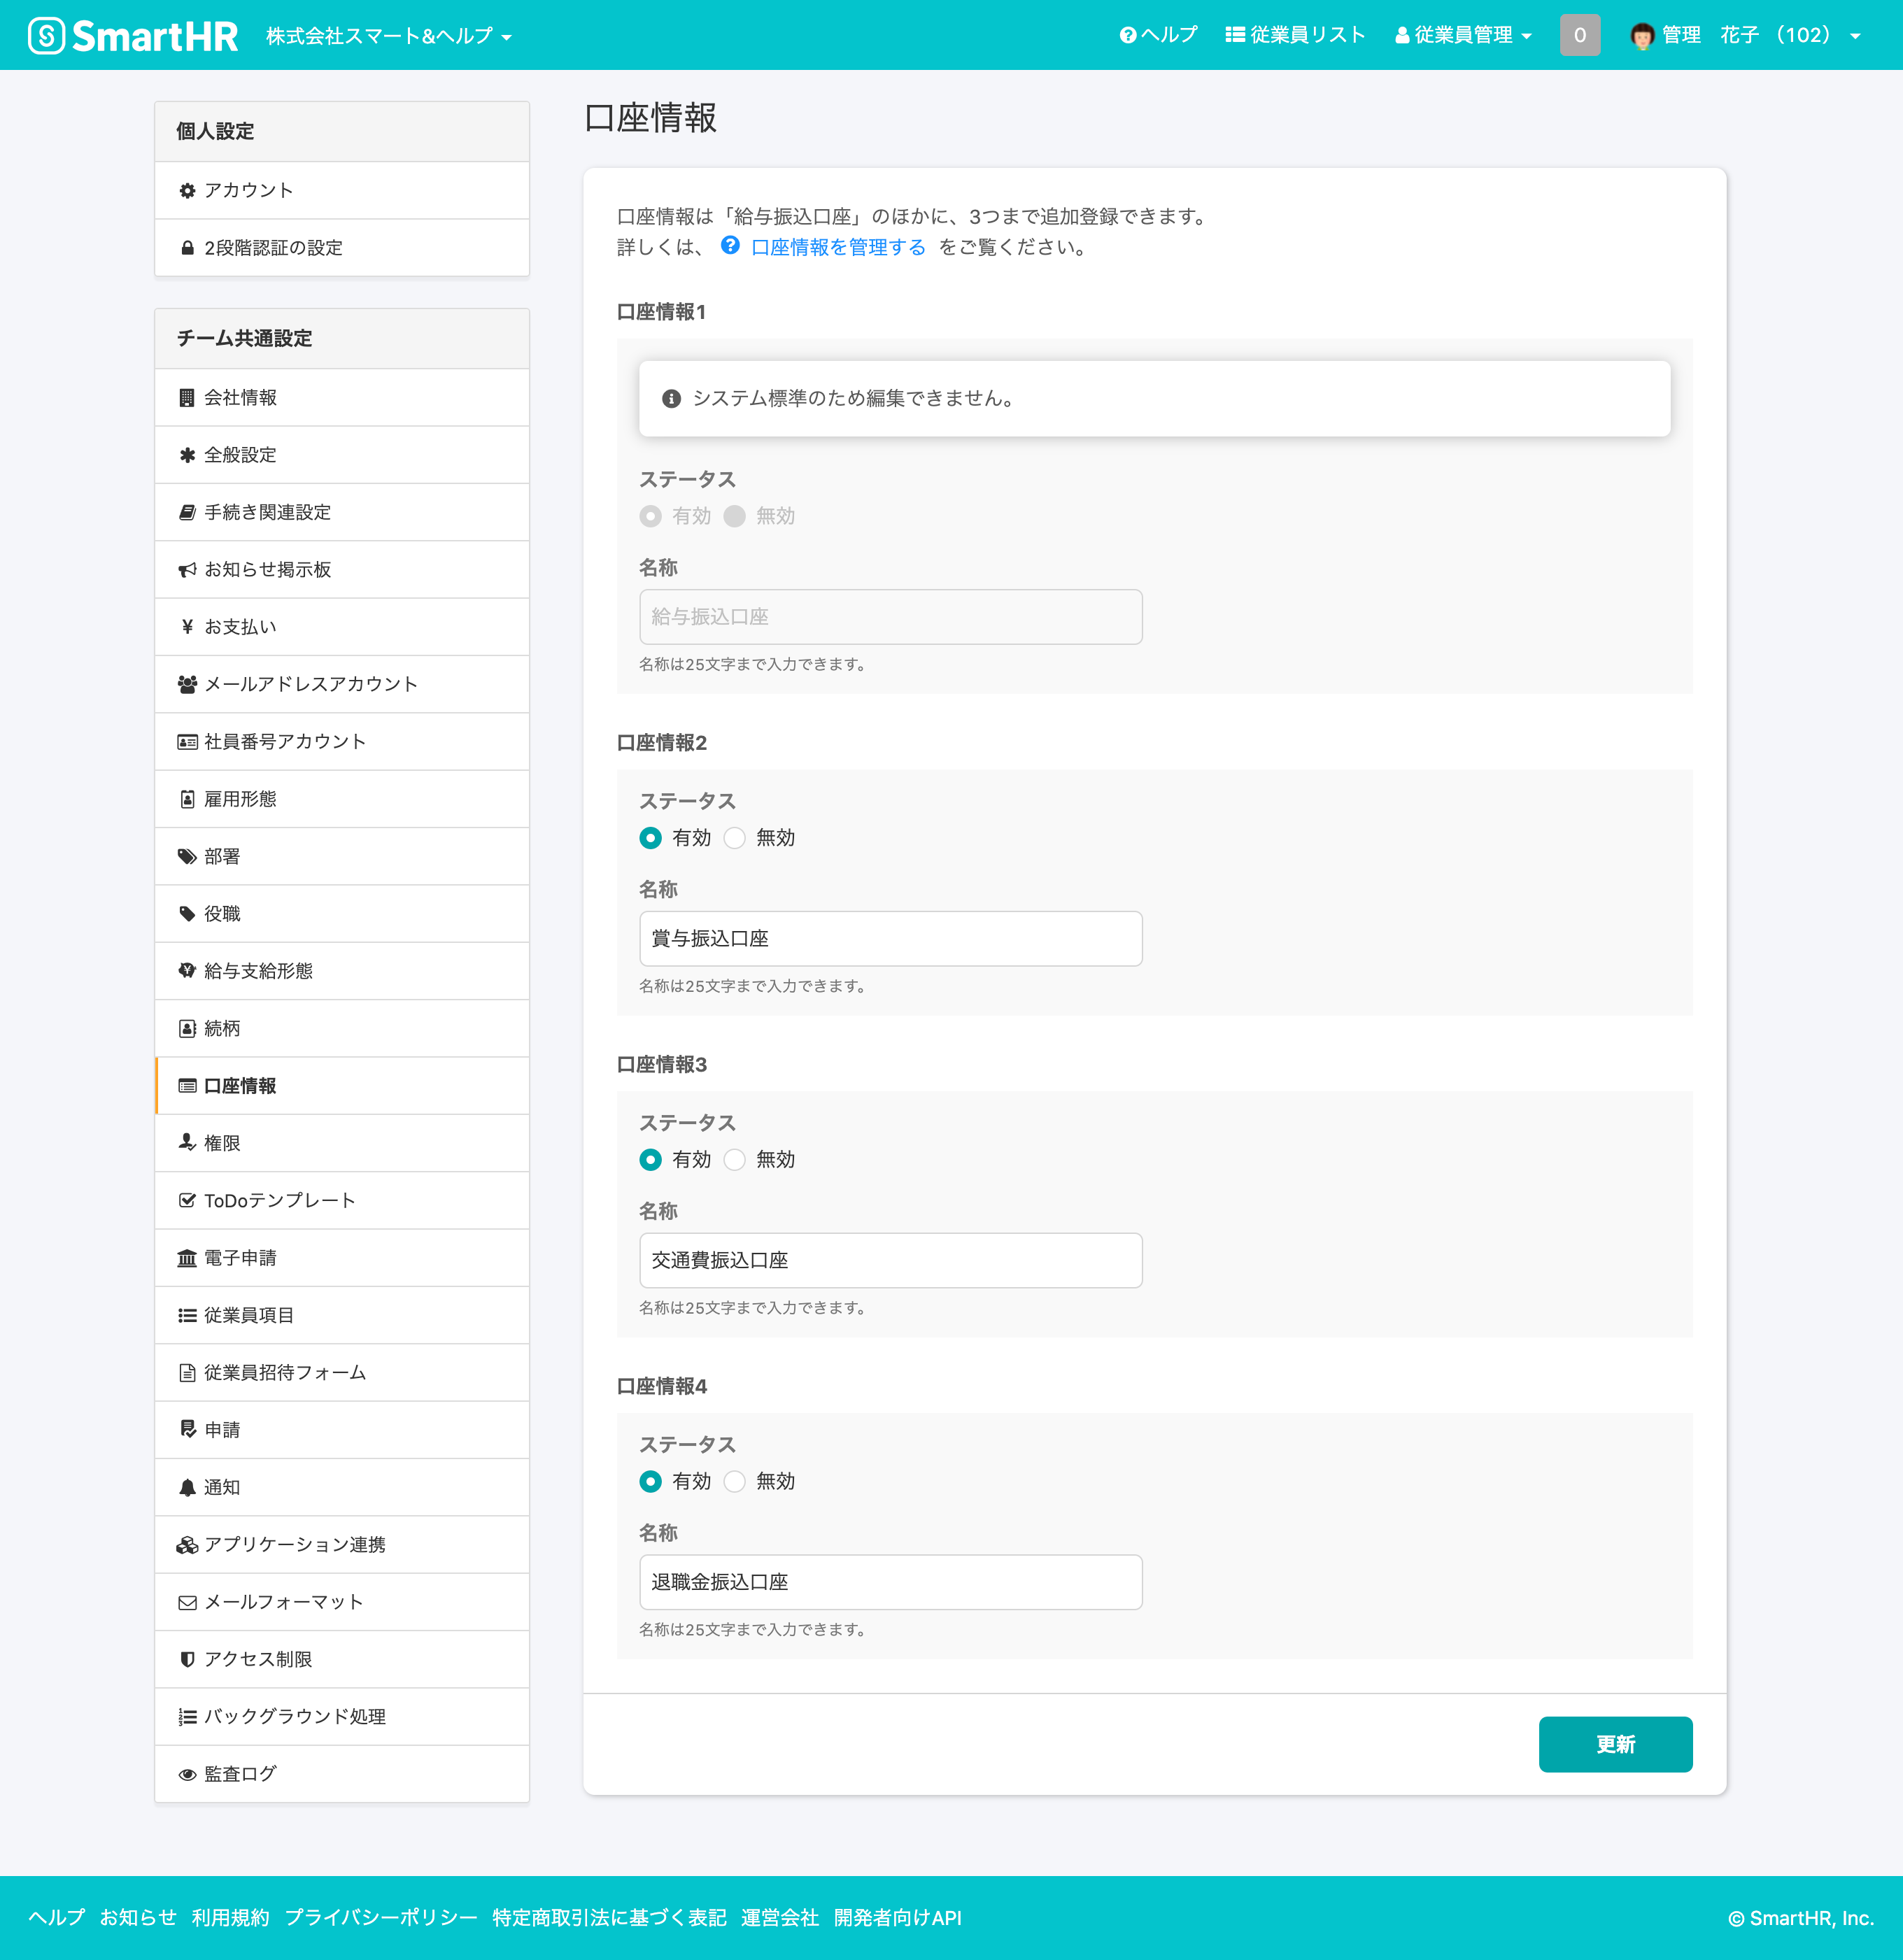 SmartHR 株式会社スマート&ヘルプ ヘルプ 従業員リスト 従業員管理 0 管理 花子 （102）
個人設定
アカウント
2段階認証の設定
チーム共通設定
会社情報
全般設定
手続き関連設定
お知らせ掲示板
お支払い
メールアドレスアカウント
社員番号アカウント
雇用形態
部署
役職
給与支給形態
続柄
口座情報
権限
ToDoテンプレート
電子申請
従業員項目
従業員招待フォーム
申請
通知
アプリケーション連携
メールフォーマット
アクセス制限
バックグラウンド処理
監査ログ
口座情報
口座情報は「給与振込口座」のほかに、3つまで追加登録できます。
詳しくは、 口座情報を管理する をご覧ください。
口座情報1
システム標準のため編集できません。
ステータス
有効 無効
名称
給与振込口座
名称は25文字まで入力できます。
口座情報2
ステータス
有効 無効
名称
賞与振込口座
名称は25文字まで入力できます。
口座情報3
ステータス
有効 無効
名称
交通費振込口座
名称は25文字まで入力できます。
口座情報4
ステータス
有効 無効
名称
退職金振込口座
名称は25文字まで入力できます。
更新
ヘルプ お知らせ 利用規約 プライバシーポリシー 特定商取引法に基づく表記 運営会社 開発者向けAPI © SmartHR, Inc.